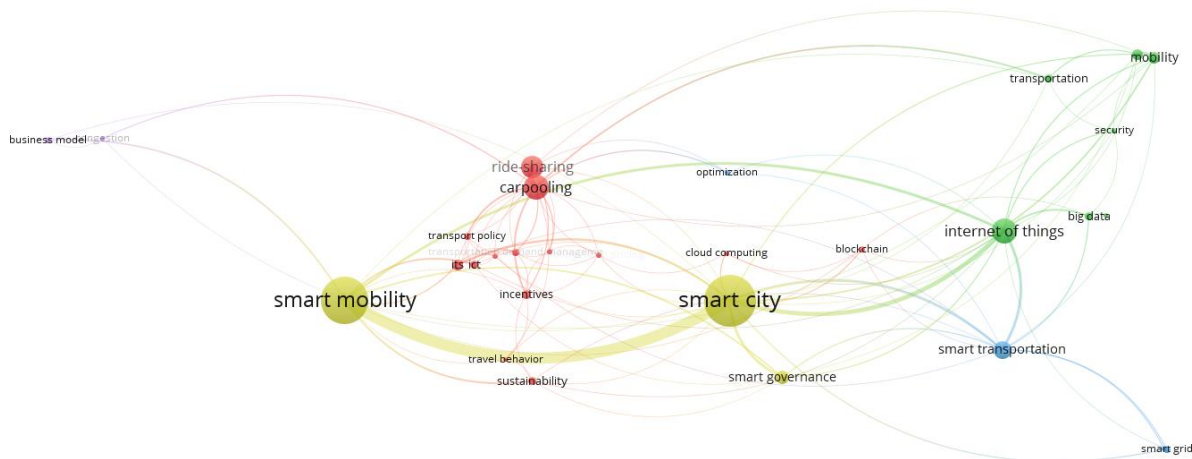 mobility
transportation
security
business model
ride-sharing
optimization
carpooling
big data
internet of things
transport policy
cloud computing
blockchain
its
ict
incentives
smart mobility
smart city
smart transportation
travel behavior
smart governance
sustainability
smart grid